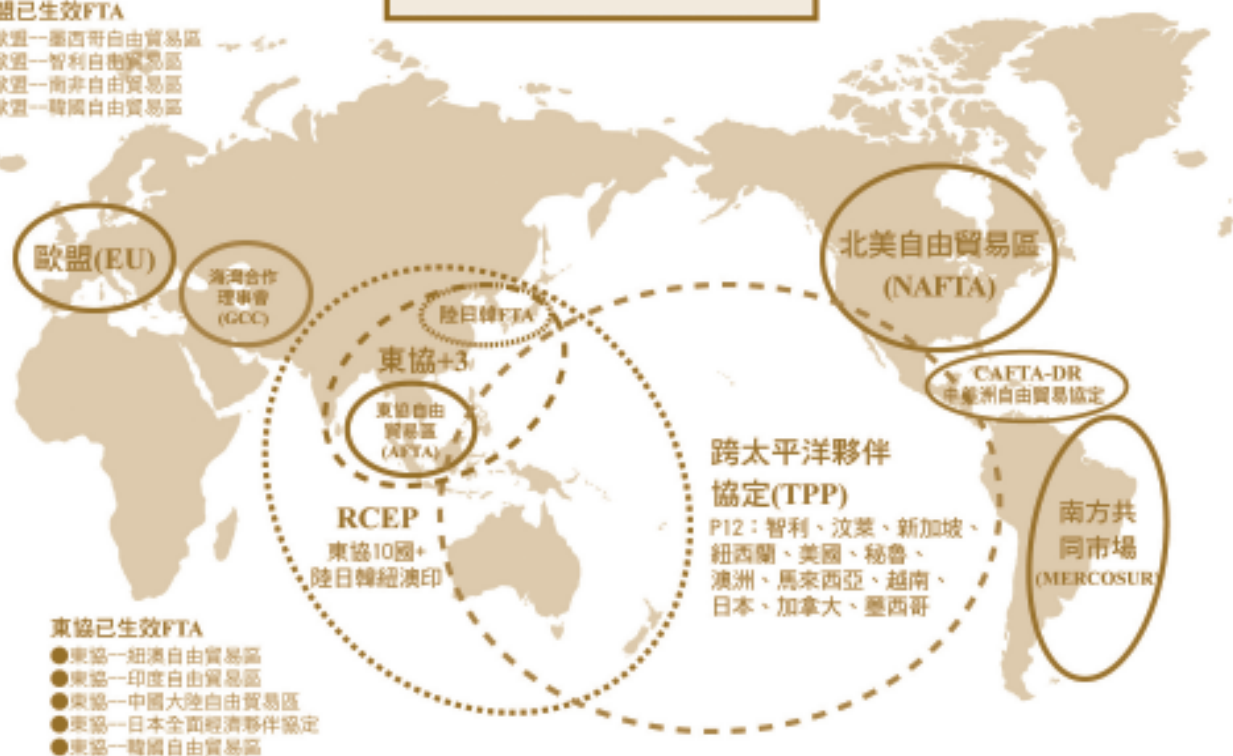 盟已生效FTA
歐盟--墨西哥自由貿易區
歐盟--智利自由貿易區
歐盟--南非自由貿易區
歐盟--韓國自由貿易區
歐盟(EU)
海灣合作
理事會
(GCC)
陸日韓FTA
東協+3
東協自由
貿易區
(AFTA)
RCEP
東協10國+
陸日韓紐澳印
北美自由貿易區
(NAFTA)
CAFTA-DR
中美洲自由貿易協定
跨太平洋夥伴
協定(TPP)
P12：智利、汶萊、新加坡、
紐西蘭、美國、秘魯、
澳洲、馬來西亞、越南、
日本、加拿大、墨西哥
南方共
同市場
(MERCOSUR)
東協已生效FTA
●東協--紐澳自由貿易區
●東協--印度自由貿易區
●東協--中國大陸自由貿易區
●東協--日本全面經濟夥伴協定
●東協--韓國自由貿易區